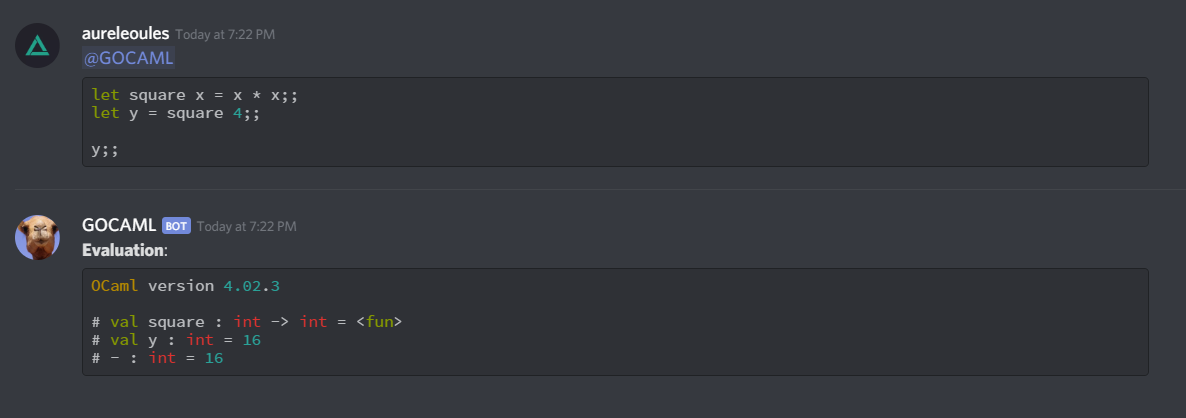 aureleoules Today at 7:22 PM
@GOCAML
let square x = x * x;;
let y = square 4;;
y;;
GOCAML BOT Today at 7:22 PM
Evaluation:
OCaml version 4.02.3
# val square : int -> int = <fun>
# val y : int = 16
# - : int = 16